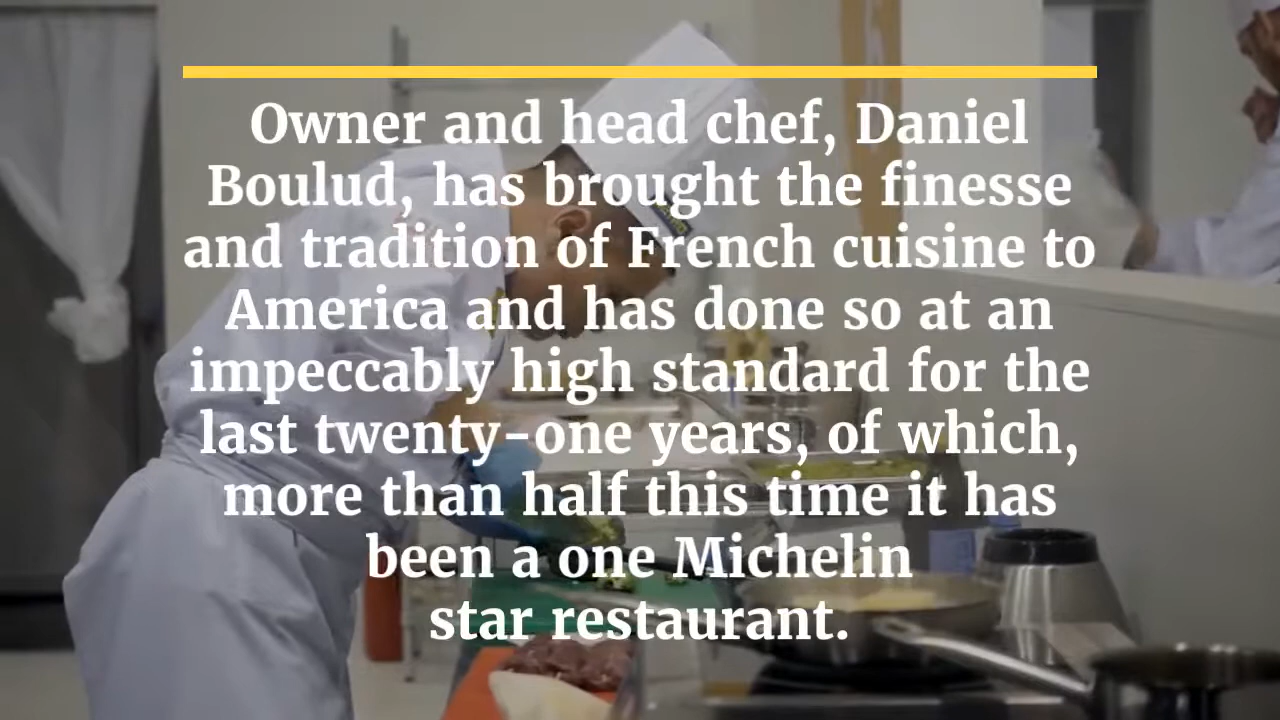 Owner and head chef, Daniel
Boulud, has brought the finesse
and tradition of French cuisine to
America and has done so at an
impeccably high standard for the
last twenty-one years, of which,
more than half this time it has
been a one Michelin
star restaurant.